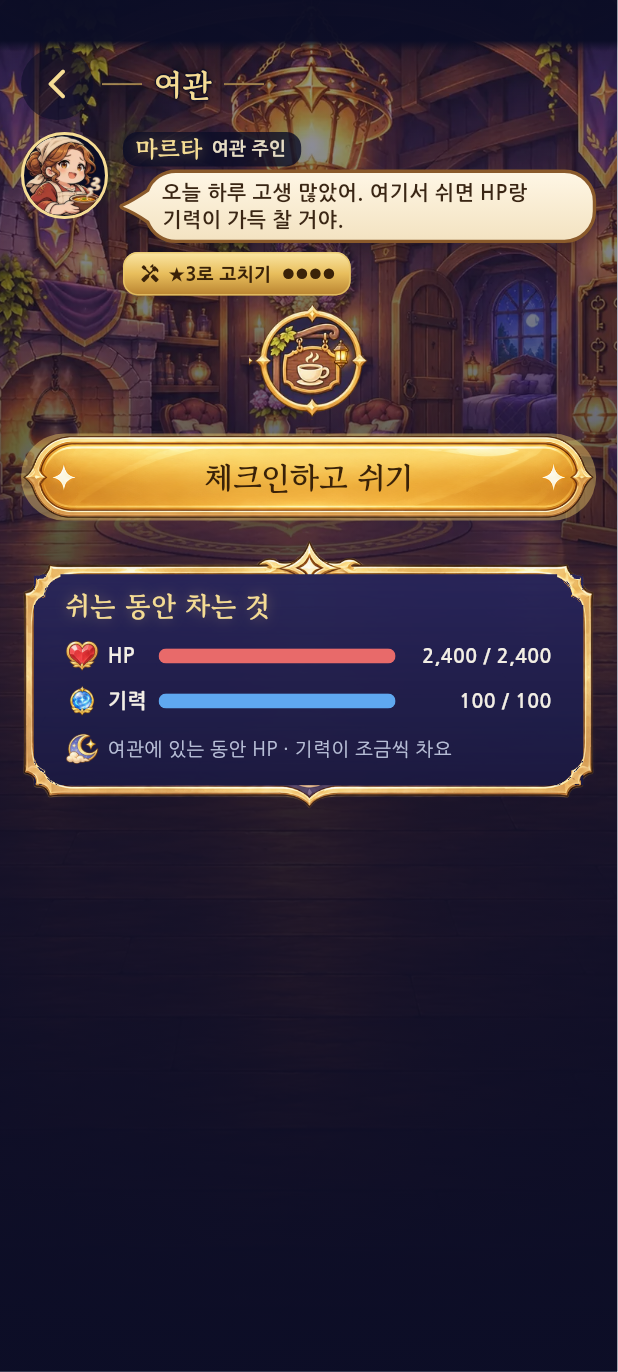 여관
마르타 여관 주인
오늘 하루 고생 많았어. 여기서 쉬면 HP랑
기력이 가득 찰 거야.
★3로 고치기 ●●●●
체크인하고 쉬기
쉬는 동안 차는 것
HP 2,400 / 2,400
기력 100 / 100
여관에 있는 동안 HP · 기력이 조금씩 차요